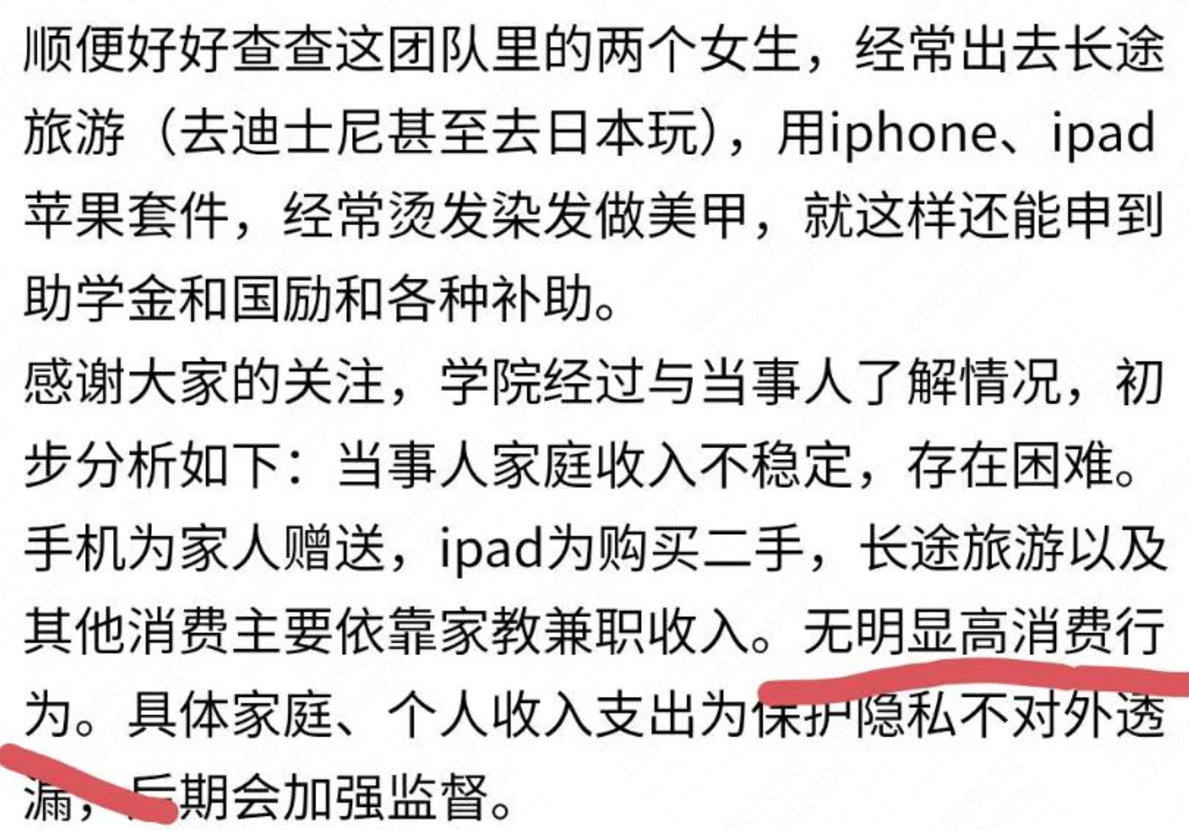 顺便好好查查这团队里的两个女生，经常出去长途
旅游（去迪士尼甚至去日本玩），用iphone、ipad
苹果套件，经常烫发染发做美甲，就这样还能申到
助学金和国励和各种补助。
感谢大家的关注，学院经过与当事人了解情况，初
步分析如下：当事人家庭收入不稳定，存在困难。
手机为家人赠送，ipad为购买二手，长途旅游以及
其他消费主要依靠家教兼职收入。无明显高消费行
为。具体家庭、个人收入支出为保护隐私不对外透
漏，后期会加强监督。